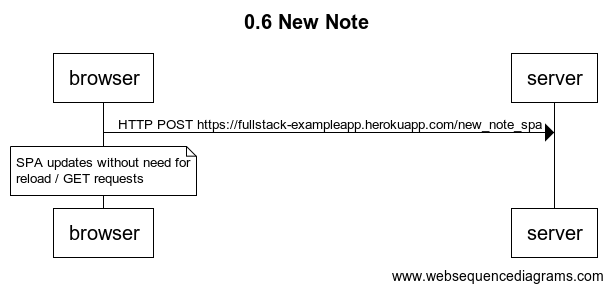 0.6 New Note
browser
server
HTTP POST https://fullstack-exampleapp.herokuapp.com/new_note_spa
SPA updates without need for
reload / GET requests
browser
server
www.websequencediagrams.com